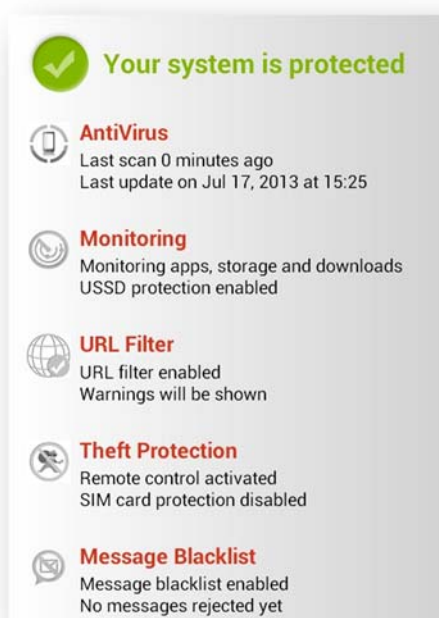 Your system is protected
AntiVirus
Last scan 0 minutes ago
Last update on Jul 17, 2013 at 15:25
Monitoring
Monitoring apps, storage and downloads
USSD protection enabled
URL Filter
URL filter enabled
Warnings will be shown
Theft Protection
Remote control activated
SIM card protection disabled
Message Blacklist
Message blacklist enabled
No messages rejected yet